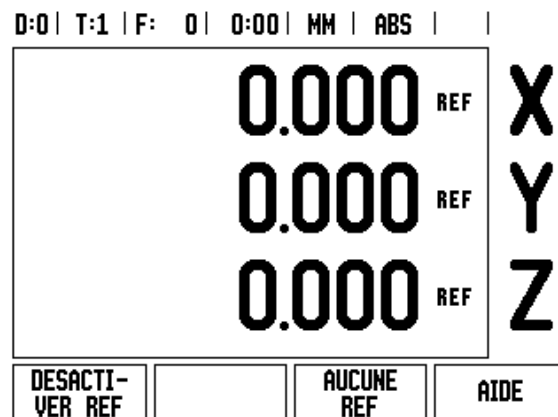 D:0| T:1 |F: 0| 0:00| MM | ABS | |
0.000 REF X
0.000 REF Y
0.000 REF Z
DESACTI-
VER REF
AUCUNE
REF
AIDE